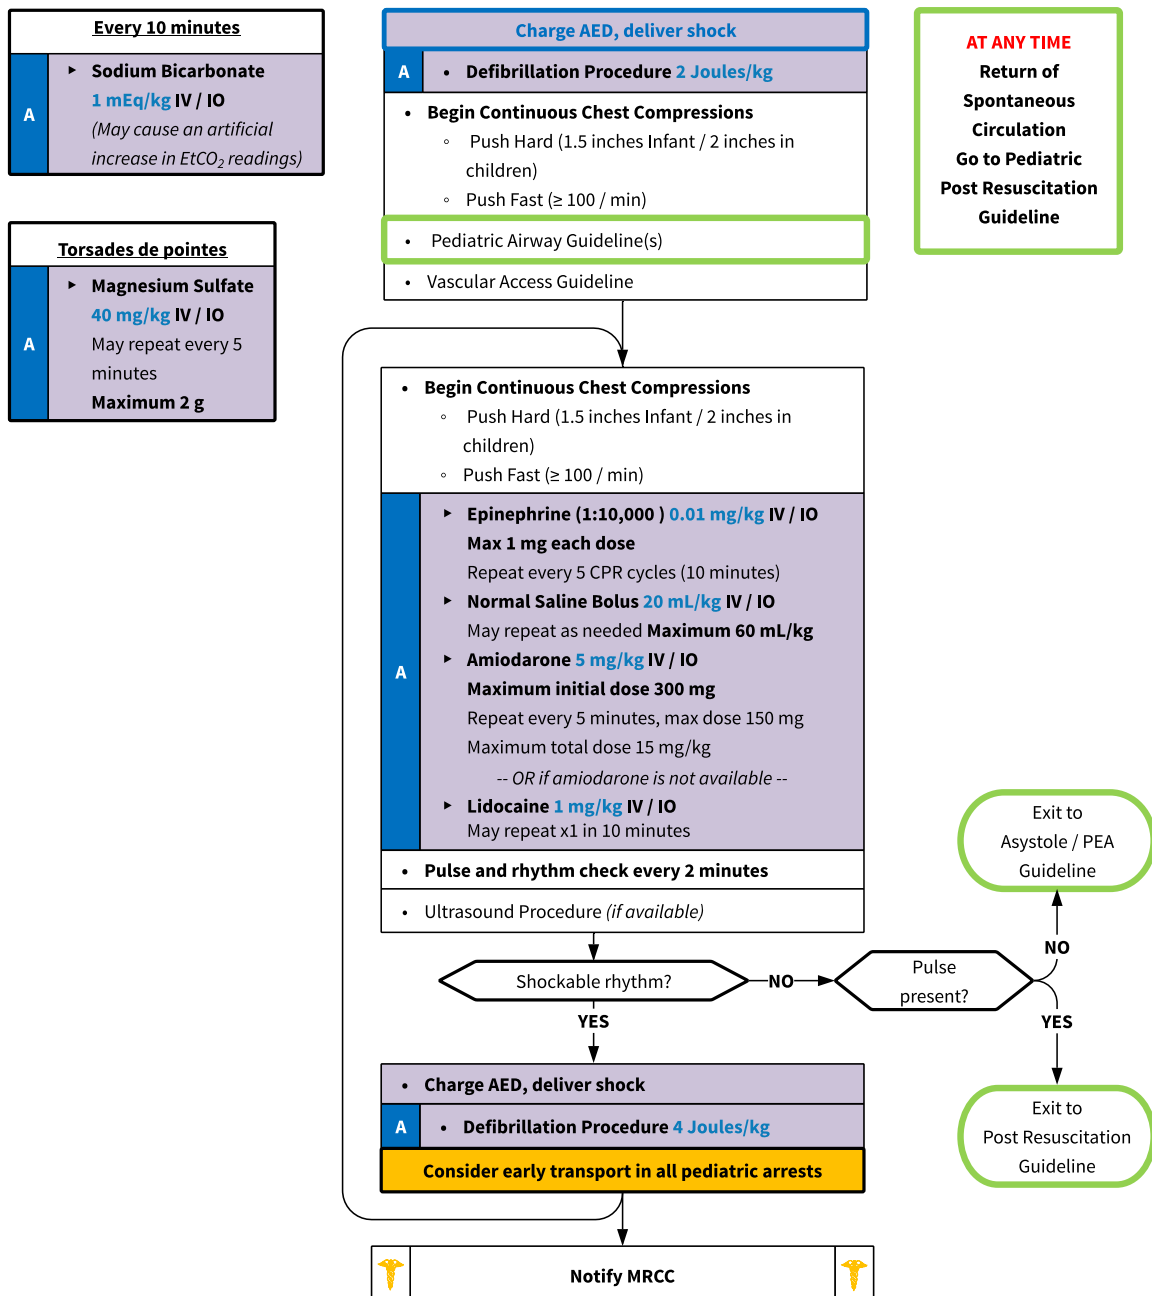 Every 10 minutes
A
‣ Sodium Bicarbonate
1 mEq/kg IV / IO
(May cause an artificial
increase in EtCO₂ readings)
Torsades de pointes
A
‣ Magnesium Sulfate
40 mg/kg IV / IO
May repeat every 5
minutes
Maximum 2 g
Charge AED, deliver shock
A
• Defibrillation Procedure 2 Joules/kg
• Begin Continuous Chest Compressions
◦ Push Hard (1.5 inches Infant / 2 inches in
children)
◦ Push Fast (≥ 100 / min)
• Pediatric Airway Guideline(s)
• Vascular Access Guideline
AT ANY TIME
Return of
Spontaneous
Circulation
Go to Pediatric
Post Resuscitation
Guideline
• Begin Continuous Chest Compressions
◦ Push Hard (1.5 inches Infant / 2 inches in
children)
◦ Push Fast (≥ 100 / min)
A
‣ Epinephrine (1:10,000 ) 0.01 mg/kg IV / IO
Max 1 mg each dose
Repeat every 5 CPR cycles (10 minutes)
‣ Normal Saline Bolus 20 mL/kg IV / IO
May repeat as needed Maximum 60 mL/kg
‣ Amiodarone 5 mg/kg IV / IO
Maximum initial dose 300 mg
Repeat every 5 minutes, max dose 150 mg
Maximum total dose 15 mg/kg
-- OR if amiodarone is not available --
‣ Lidocaine 1 mg/kg IV / IO
May repeat x1 in 10 minutes
• Pulse and rhythm check every 2 minutes
• Ultrasound Procedure (if available)
Shockable rhythm?
NO
Pulse
present?
NO
Exit to
Asystole / PEA
Guideline
YES
Exit to
Post Resuscitation
Guideline
YES
• Charge AED, deliver shock
A
• Defibrillation Procedure 4 Joules/kg
Consider early transport in all pediatric arrests
Notify MRCC